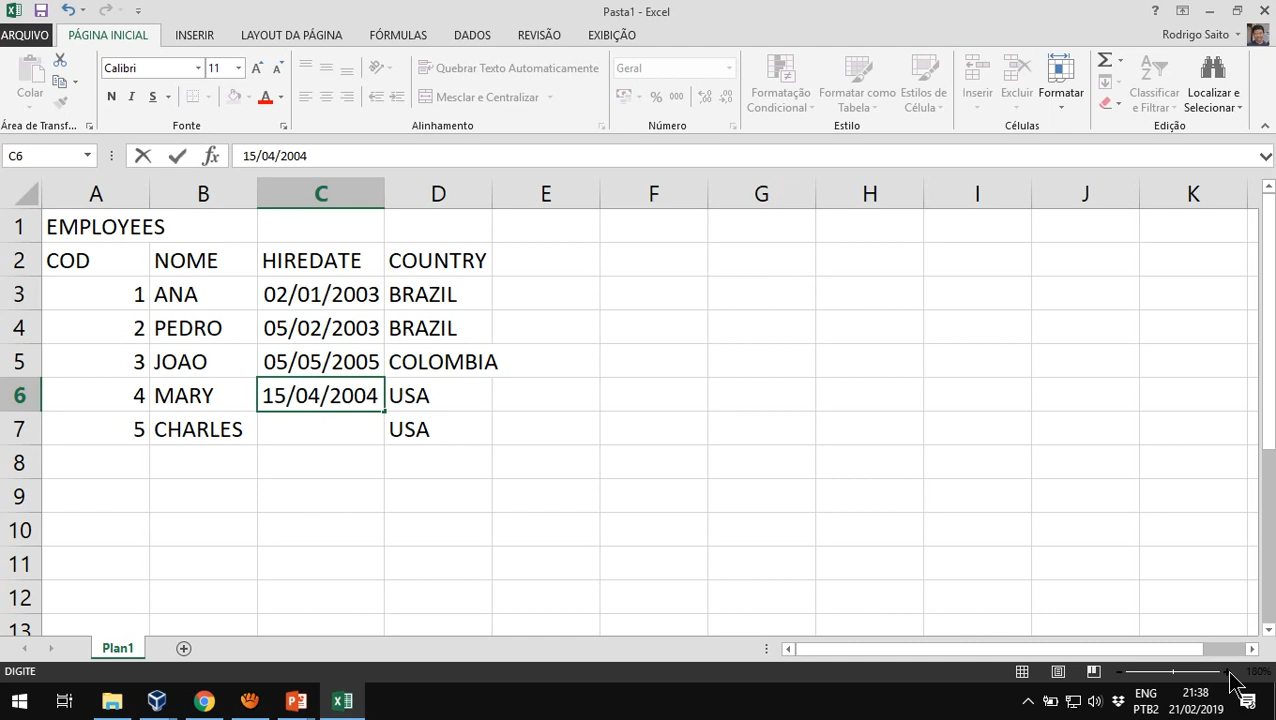 Pasta1 - Excel
?
ARQUIVO PÁGINA INICIAL INSERIR LAYOUT DA PÁGINA FÓRMULAS DADOS REVISÃO EXIBIÇÃO Rodrigo Saito
Colar
Calibri 11
N I S
Quebrar Texto Automaticamente
Mesclar e Centralizar
Geral
% 000
Formatação Condicional
Formatar como Tabela
Estilos de Célula
Inserir Excluir Formatar
Classificar e Filtrar
Localizar e Selecionar
Área de Transf... Fonte Alinhamento Número Estilo Células Edição
C6 fx 15/04/2004
A B C D E F G H I J K
1 EMPLOYEES
2 COD NOME HIREDATE COUNTRY
3 1 ANA 02/01/2003 BRAZIL
4 2 PEDRO 05/02/2003 BRAZIL
5 3 JOAO 05/05/2005 COLOMBIA
6 4 MARY 15/04/2004 USA
7 5 CHARLES USA
8
9
10
11
12
13
Plan1
DIGITE 180%
ENG 21:38
PTB2 21/02/2019